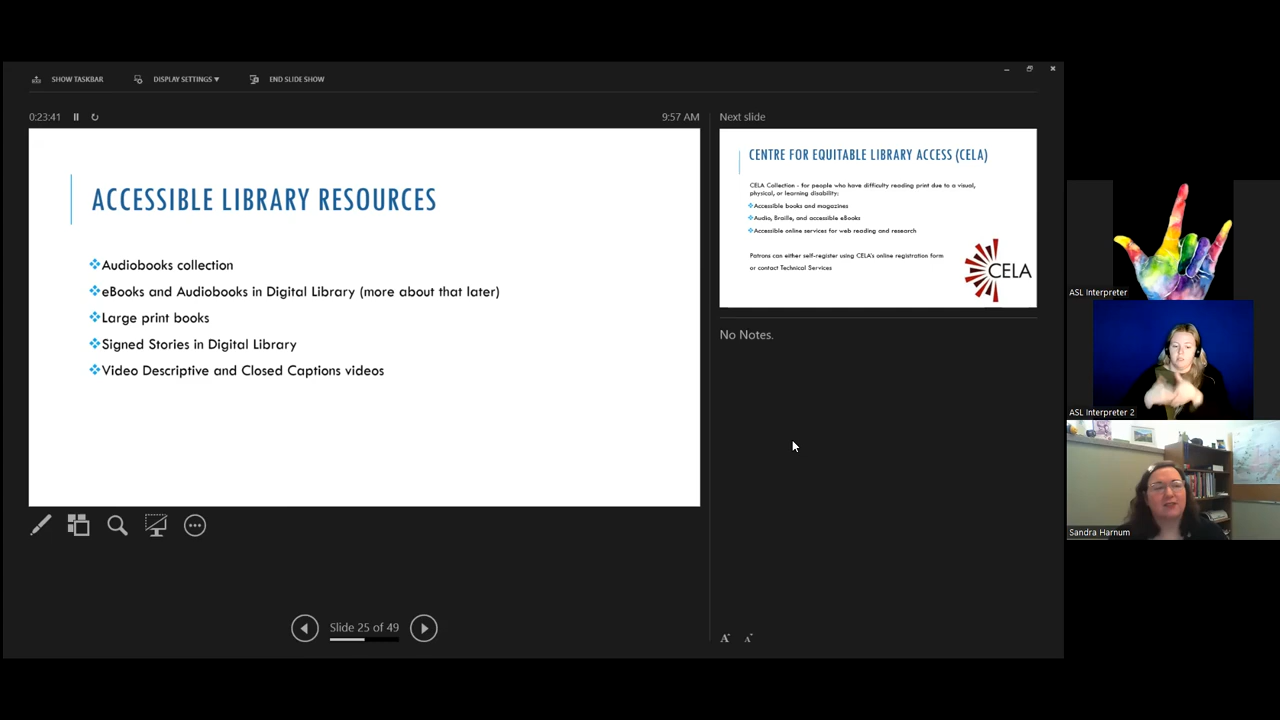 SHOW TASKBAR
DISPLAY SETTINGS ▼
END SLIDE SHOW
0:23:41
9:57 AM
ACCESSIBLE LIBRARY RESOURCES
❖Audiobooks collection
❖eBooks and Audiobooks in Digital Library (more about that later)
❖Large print books
❖Signed Stories in Digital Library
❖Video Descriptive and Closed Captions videos
Slide 25 of 49
Next slide
CENTRE FOR EQUITABLE LIBRARY ACCESS (CELA)
CELA Collection - for people who have difficulty reading print due to a visual,
physical, or learning disability:
❖Accessible books and magazines
❖Audio, Braille, and accessible eBooks
❖Accessible online services for web reading and research
Patrons can either self-register using CELA's online registration form
or contact Technical Services
CELA
No Notes.
A
A
ASL Interpreter
ASL Interpreter 2
Sandra Harnum